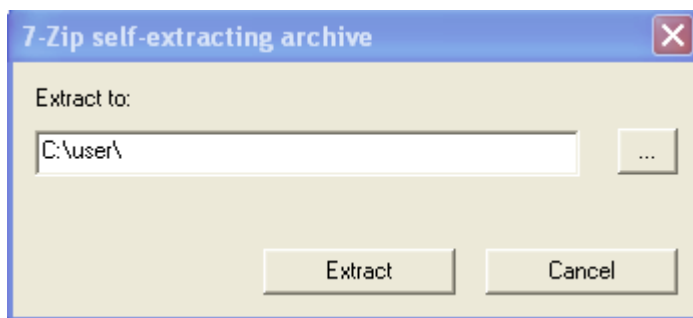 7-Zip self-extracting archive
Extract to:
C:\user\
...
Extract Cancel